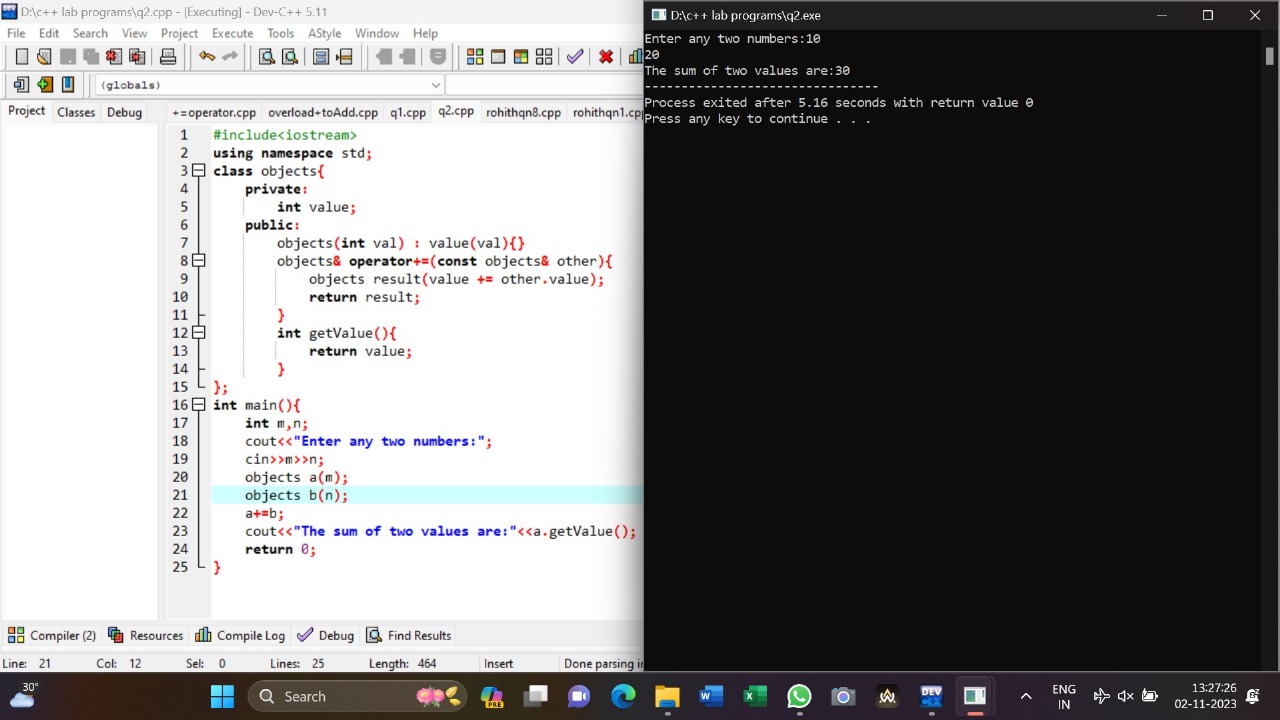 D:\c++ lab programs\q2.cpp - [Executing] - Dev-C++ 5.11
File Edit Search View Project Execute Tools AStyle Window Help
(globals)
Project Classes Debug
+=operator.cpp overload+toAdd.cpp q1.cpp q2.cpp rohithqn8.cpp rohithqn1.cpp
1 #include<iostream>
2 using namespace std;
3 class objects{
4 private:
5 int value;
6 public:
7 objects(int val) : value(val){}
8 objects& operator+=(const objects& other){
9 objects result(value += other.value);
10 return result;
11 }
12 int getValue(){
13 return value;
14 }
15 };
16 int main(){
17 int m,n;
18 cout<<"Enter any two numbers:";
19 cin>>m>>n;
20 objects a(m);
21 objects b(n);
22 a+=b;
23 cout<<"The sum of two values are:"<<a.getValue();
24 return 0;
25 }
Compiler (2) Resources Compile Log Debug Find Results
Line: 21 Col: 12 Sel: 0 Lines: 25 Length: 464 Insert Done parsing in
D:\c++ lab programs\q2.exe
Enter any two numbers:10
20
The sum of two values are:30
--------------------------------
Process exited after 5.16 seconds with return value 0
Press any key to continue . . .
30°
Search
PRE
DEV
C++
ENG
IN
13:27:26
02-11-2023